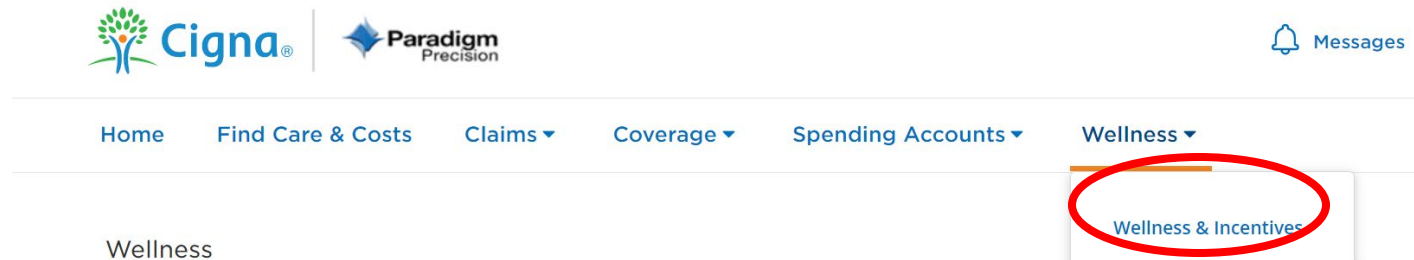 Cigna®
Paradigm
Precision
Messages
Home Find Care & Costs Claims Coverage Spending Accounts Wellness
Wellness & Incentives
Wellness